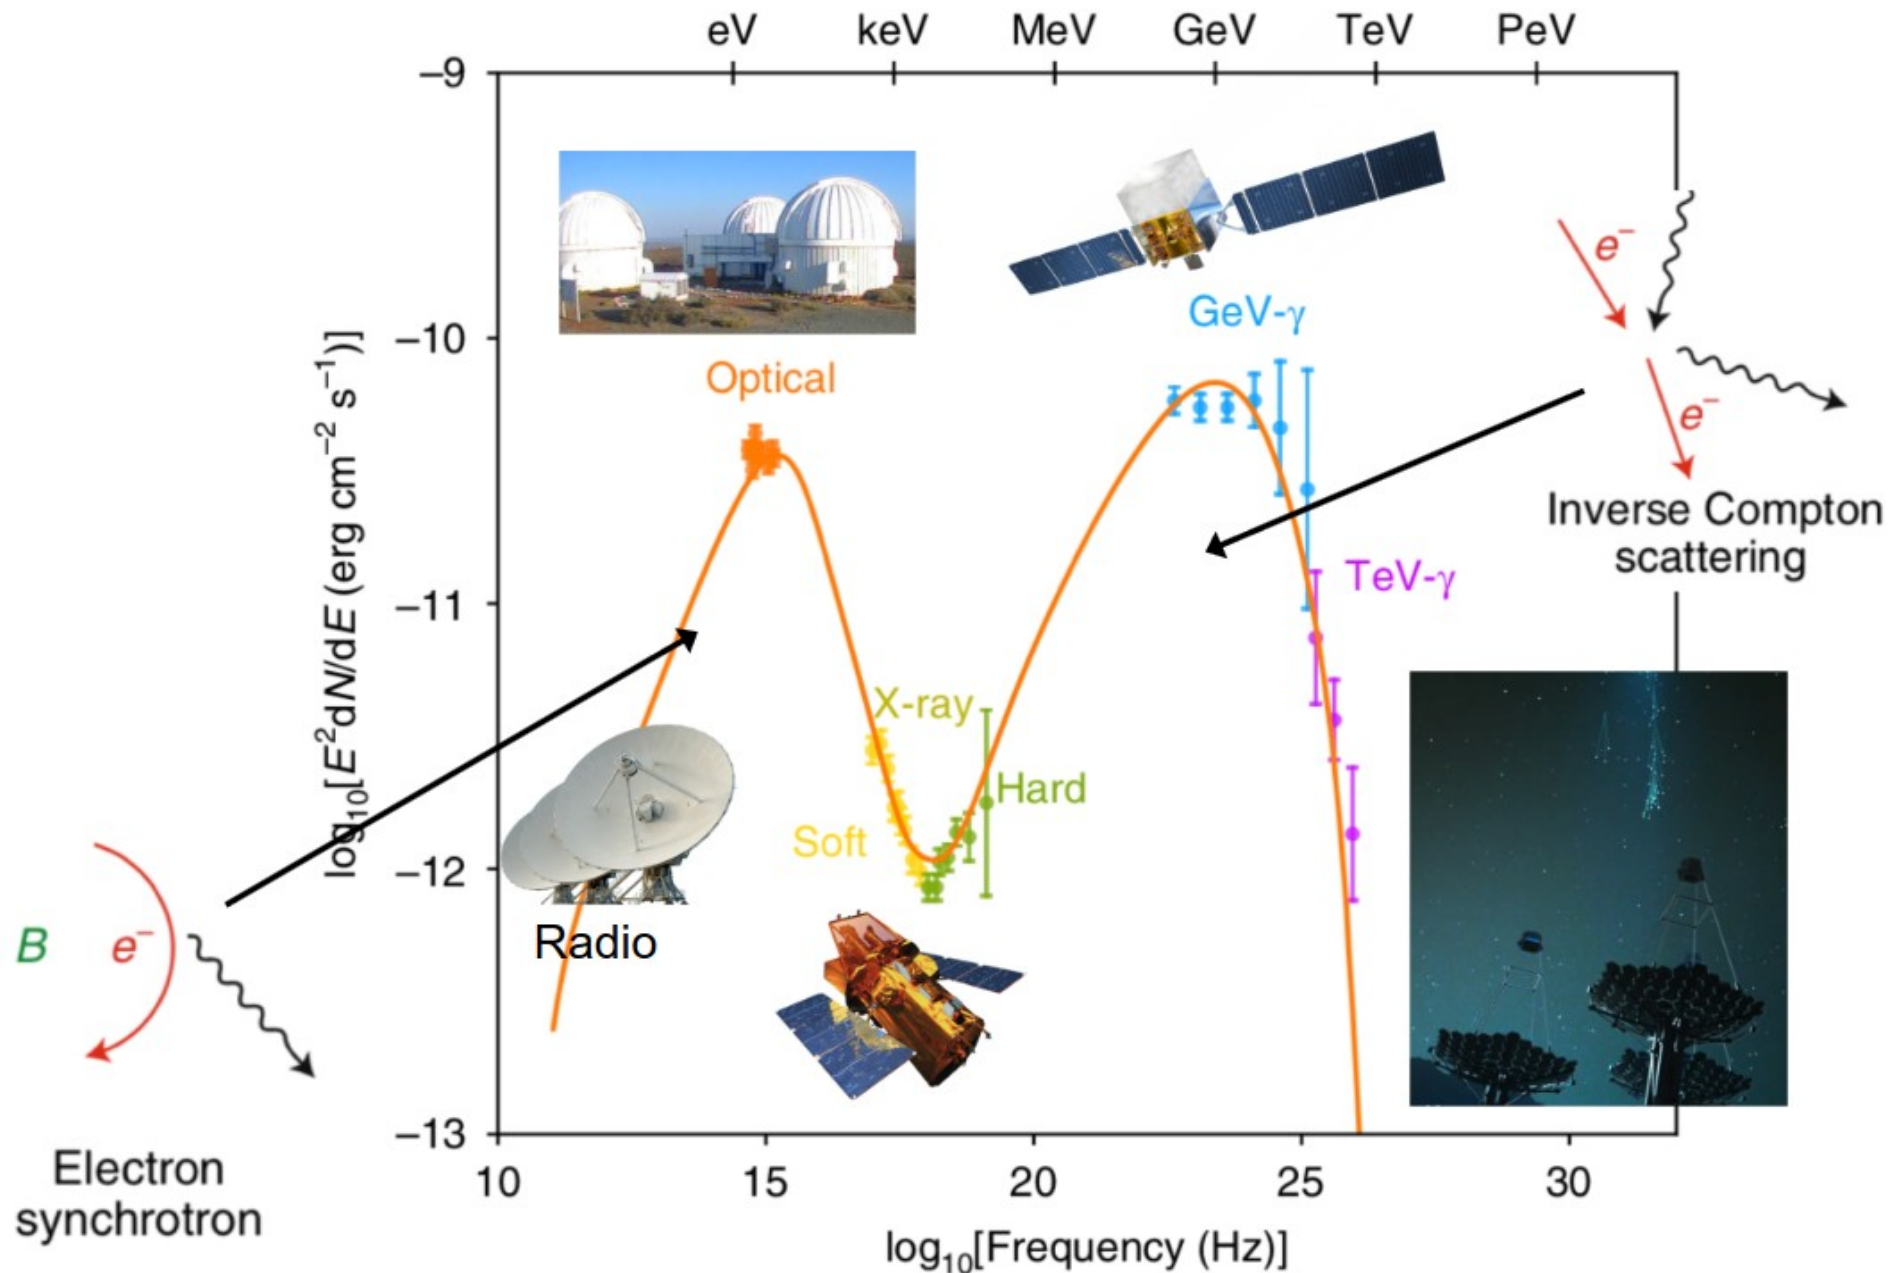 eV keV MeV GeV TeV PeV
−9
−10
−11
−12
−13
log₁₀[E²dN/dE (erg cm⁻² s⁻¹)]
GeV-γ
Optical
e⁻
e⁻
Inverse Compton
scattering
TeV-γ
X-ray
Hard
Soft
Radio
B e⁻
Electron
synchrotron
10 15 20 25 30
log₁₀[Frequency (Hz)]